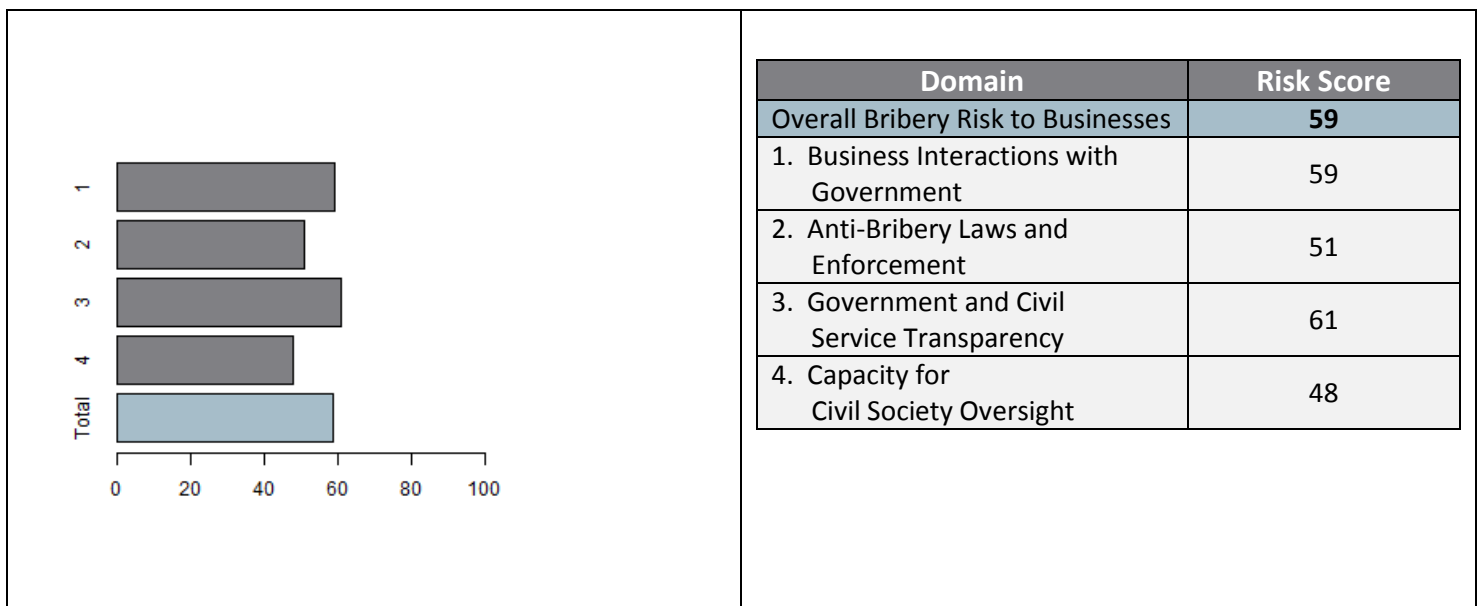 1
2
3
4
Total
0 20 40 60 80 100
Domain Risk Score
Overall Bribery Risk to Businesses 59
1. Business Interactions with
Government
59
2. Anti-Bribery Laws and
Enforcement
51
3. Government and Civil
Service Transparency
61
4. Capacity for
Civil Society Oversight
48